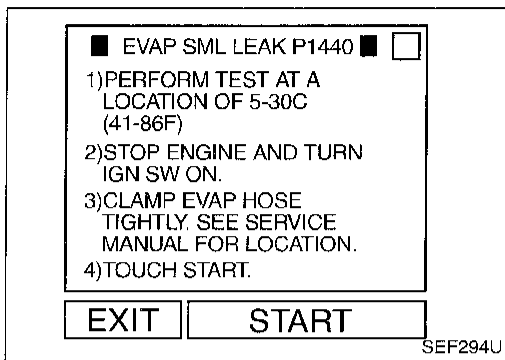 EVAP SML LEAK P1440
1)PERFORM TEST AT A
LOCATION OF 5-30C
(41-86F)
2)STOP ENGINE AND TURN
IGN SW ON.
3)CLAMP EVAP HOSE
TIGHTLY. SEE SERVICE
MANUAL FOR LOCATION.
4)TOUCH START.
EXIT START
SEF294U